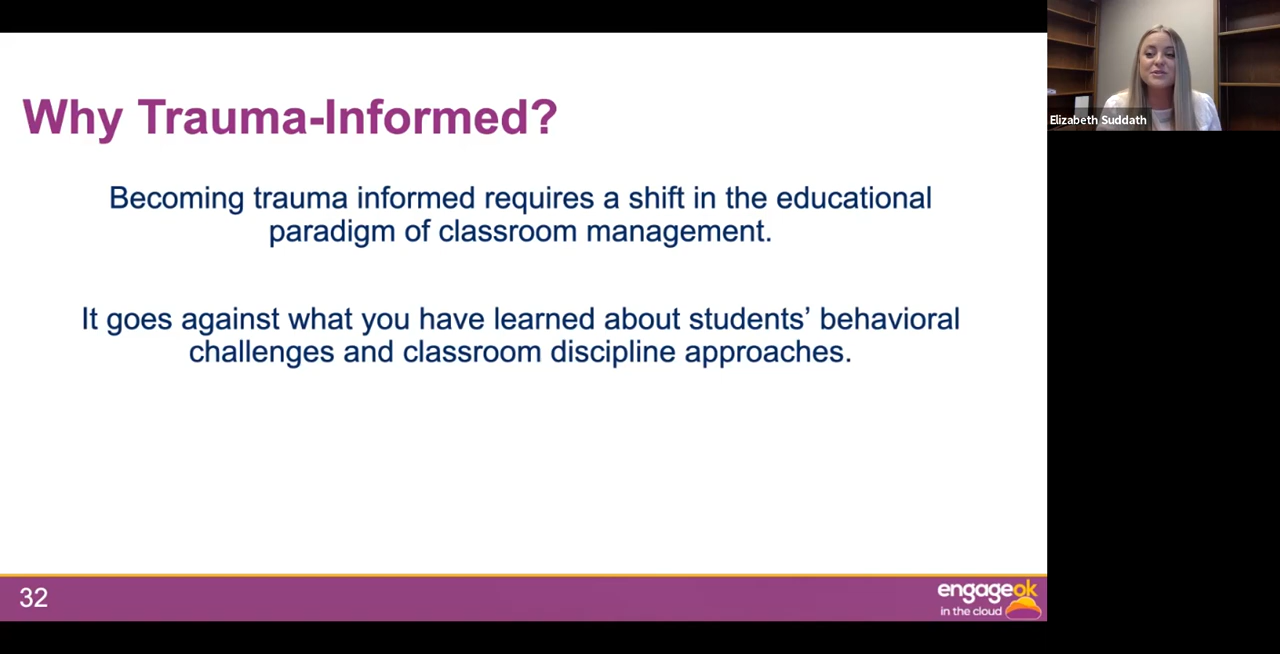 Why Trauma-Informed?
Becoming trauma informed requires a shift in the educational
paradigm of classroom management.
It goes against what you have learned about students’ behavioral
challenges and classroom discipline approaches.
32
engageok
in the cloud
Elizabeth Suddath